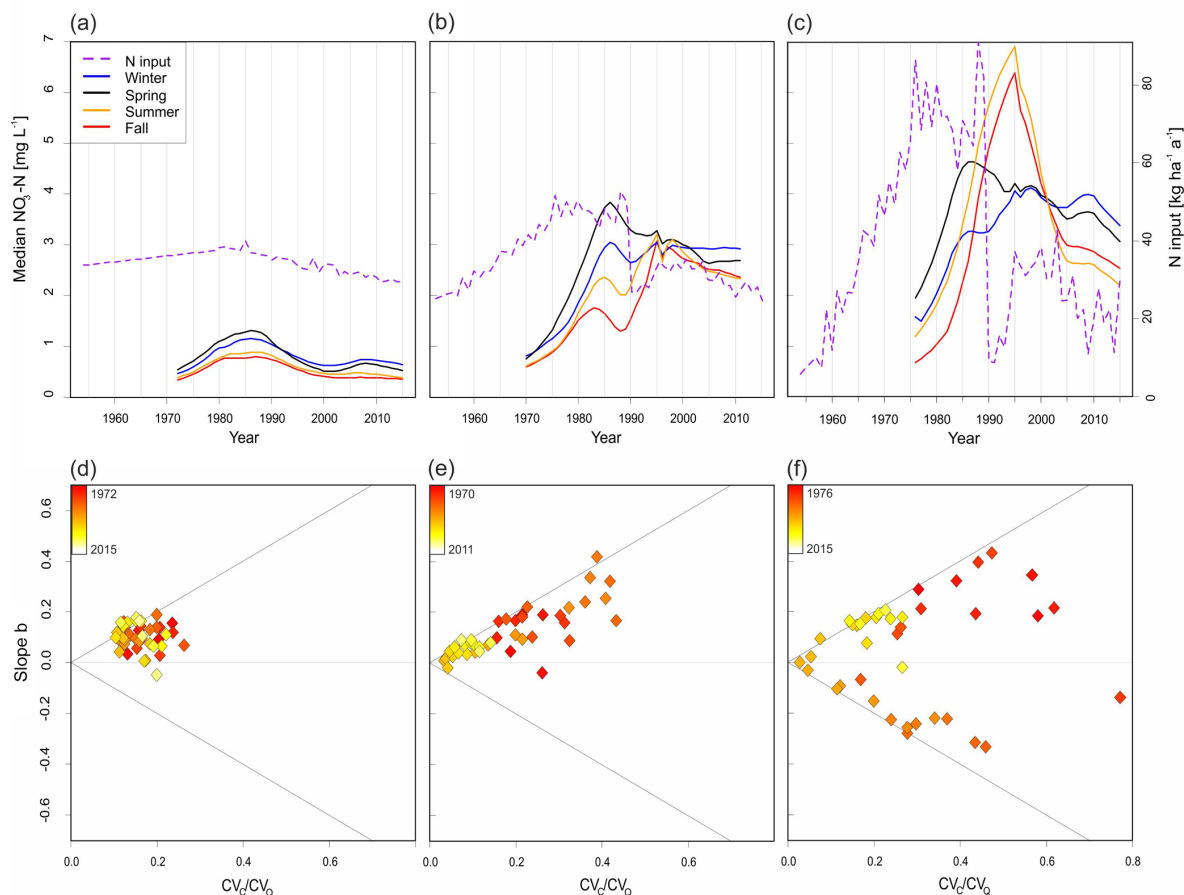 (a)
(b)
(c)
Median NO3-N [mg L-1]
7
6
5
4
3
2
1
0
N input
Winter
Spring
Summer
Fall
80
60
40
20
0
N input [kg ha-1 a-1]
1960 1970 1980 1990 2000 2010
1960 1970 1980 1990 2000 2010
1960 1970 1980 1990 2000 2010
Year
Year
Year
(d)
(e)
(f)
Slope b
0.6
0.4
0.2
0.0
-0.2
-0.4
-0.6
1972
2015
1970
2011
1976
2015
0.0 0.2 0.4 0.6
0.0 0.2 0.4 0.6
0.0 0.2 0.4 0.6 0.8
CVC/CVQ
CVC/CVQ
CVC/CVQ